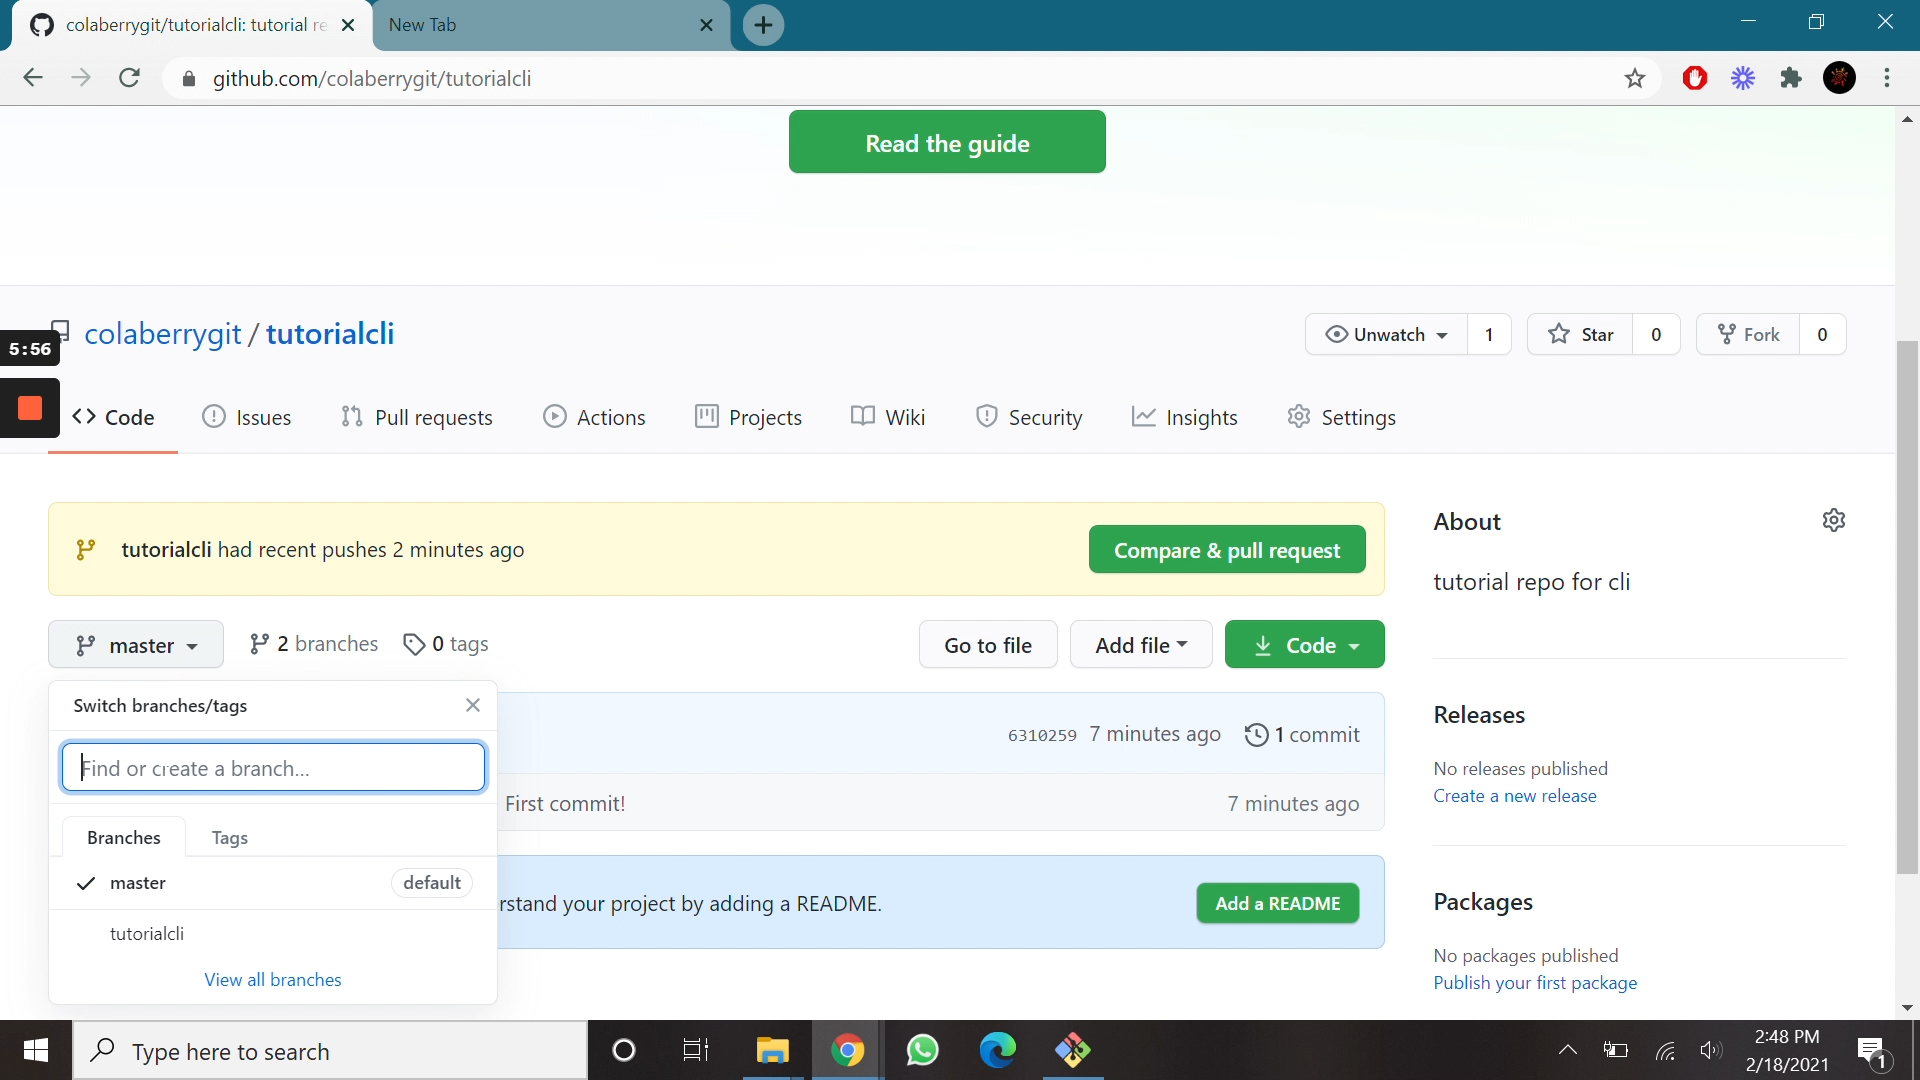 colaberrygit/tutorialcli: tutorial re
New Tab
github.com/colaberrygit/tutorialcli
Read the guide
colaberrygit / tutorialcli
Unwatch 1
Star 0
Fork 0
5:56
Code
Issues
Pull requests
Actions
Projects
Wiki
Security
Insights
Settings
tutorialcli had recent pushes 2 minutes ago
Compare & pull request
About
tutorial repo for cli
master
2 branches
0 tags
Go to file
Add file
Code
Switch branches/tags
Find or create a branch...
Branches
Tags
master
default
tutorialcli
View all branches
6310259 7 minutes ago
1 commit
First commit!
7 minutes ago
rstand your project by adding a README.
Add a README
Releases
No releases published
Create a new release
Packages
No packages published
Publish your first package
Type here to search
2:48 PM
2/18/2021
1